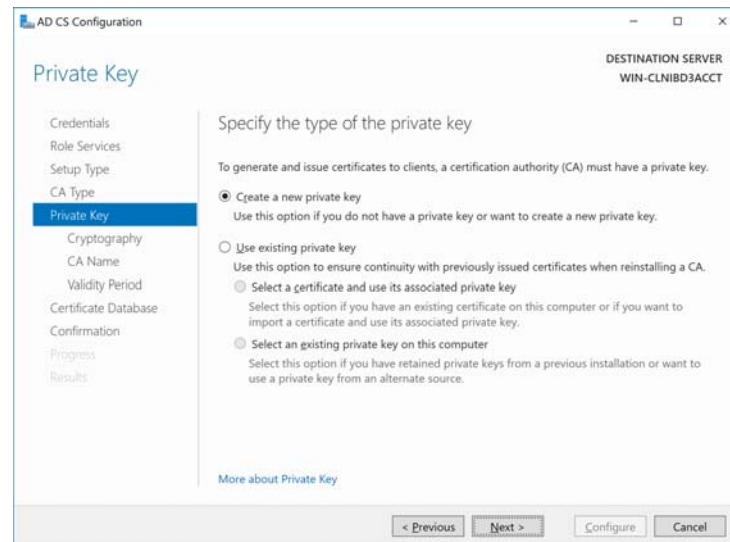 AD CS Configuration
DESTINATION SERVER
WIN-CLNIBD3ACCT
Private Key
Credentials
Role Services
Setup Type
CA Type
Private Key
Cryptography
CA Name
Validity Period
Certificate Database
Confirmation
Progress
Results
Specify the type of the private key
To generate and issue certificates to clients, a certification authority (CA) must have a private key.
Create a new private key
Use this option if you do not have a private key or want to create a new private key.
Use existing private key
Use this option to ensure continuity with previously issued certificates when reinstalling a CA.
Select a certificate and use its associated private key
Select this option if you have an existing certificate on this computer or if you want to
import a certificate and use its associated private key.
Select an existing private key on this computer
Select this option if you have retained private keys from a previous installation or want to
use a private key from an alternate source.
More about Private Key
< Previous
Next >
Configure
Cancel